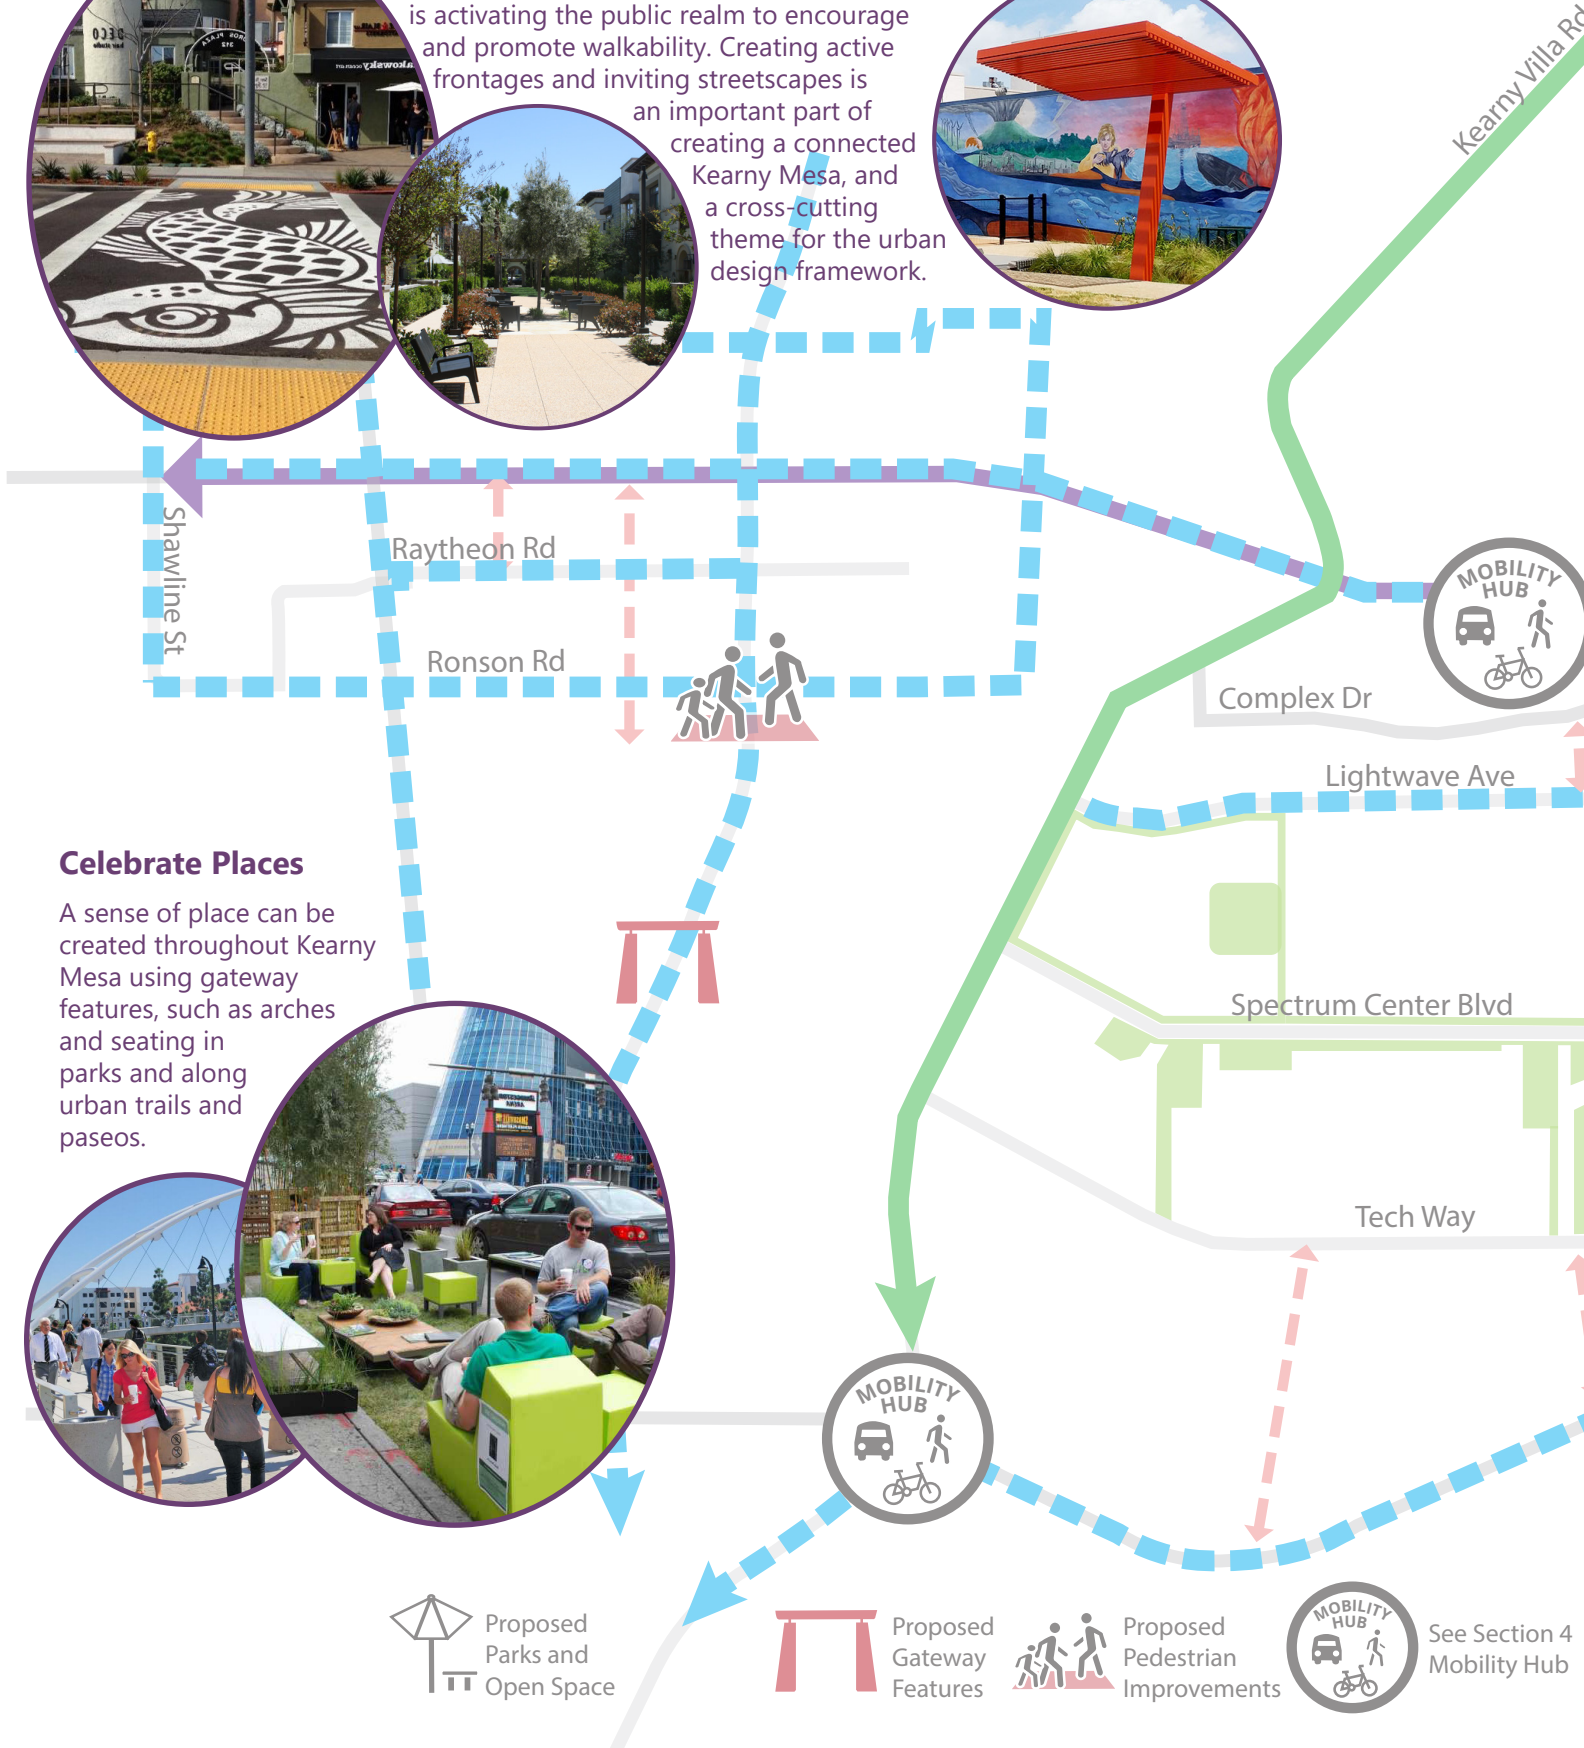 is activating the public realm to encourage
and promote walkability. Creating active
frontages and inviting streetscapes is
an important part of
creating a connected
Kearny Mesa, and
a cross-cutting
theme for the urban
design framework.
Kearny Villa Rd
Shawline St
Raytheon Rd
Ronson Rd
MOBILITY
HUB
Complex Dr
Lightwave Ave
Celebrate Places
A sense of place can be
created throughout Kearny
Mesa using gateway
features, such as arches
and seating in
parks and along
urban trails and
paseos.
Spectrum Center Blvd
Tech Way
MOBILITY
HUB
Proposed
Parks and
Open Space
Proposed
Gateway
Features
Proposed
Pedestrian
Improvements
MOBILITY
HUB
See Section 4
Mobility Hub